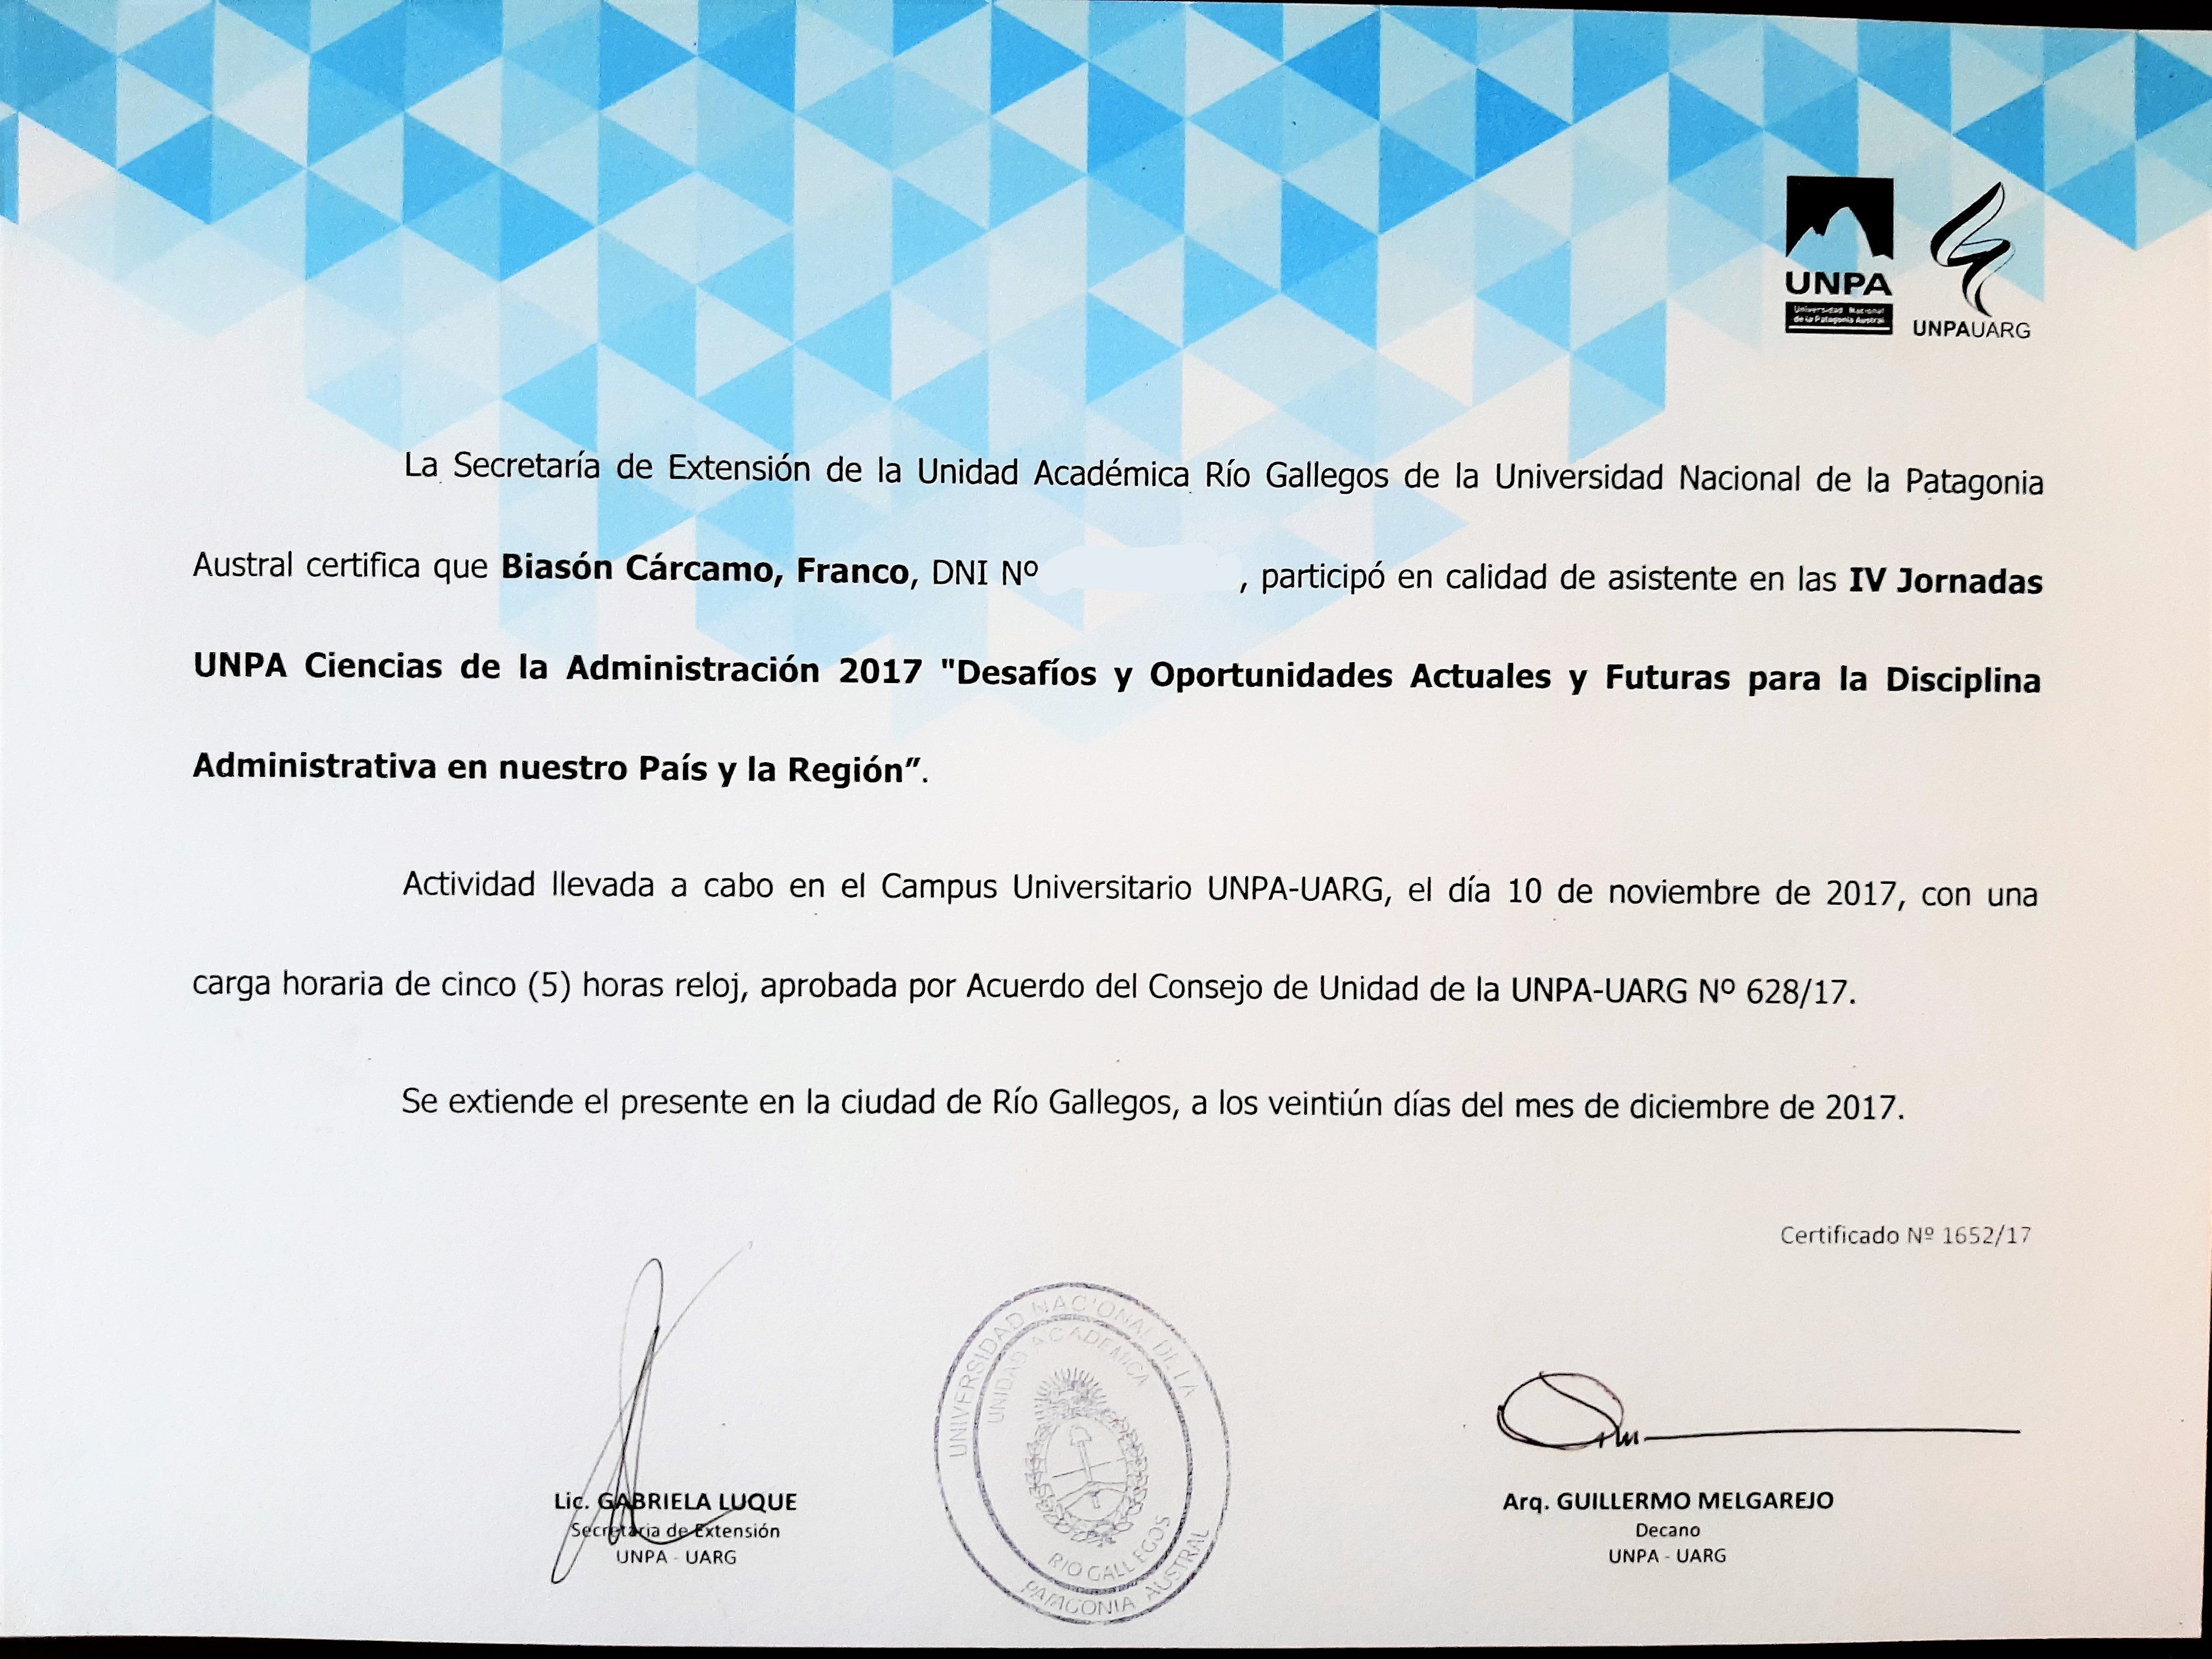 UNPA
Universidad Nacional
de la Patagonia Austral
UNPAUARG
La Secretaría de Extensión de la Unidad Académica Río Gallegos de la Universidad Nacional de la Patagonia
Austral certifica que Biasón Cárcamo, Franco, DNI Nº , participó en calidad de asistente en las IV Jornadas
UNPA Ciencias de la Administración 2017 "Desafíos y Oportunidades Actuales y Futuras para la Disciplina
Administrativa en nuestro País y la Región”.
Actividad llevada a cabo en el Campus Universitario UNPA-UARG, el día 10 de noviembre de 2017, con una
carga horaria de cinco (5) horas reloj, aprobada por Acuerdo del Consejo de Unidad de la UNPA-UARG Nº 628/17.
Se extiende el presente en la ciudad de Río Gallegos, a los veintiún días del mes de diciembre de 2017.
Certificado Nº 1652/17
UNIVERSIDAD NACIONAL DE LA
PATAGONIA AUSTRAL
UNIDAD ACADEMICA
RIO GALLEGOS
Lic. GABRIELA LUQUE
Secretaria de Extensión
UNPA - UARG
Arq. GUILLERMO MELGAREJO
Decano
UNPA - UARG